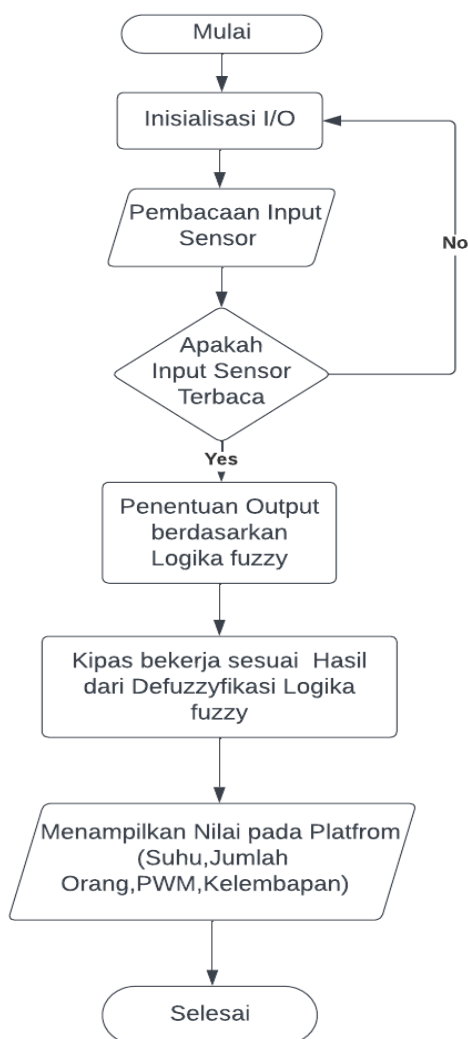 Mulai
Inisialisasi I/O
Pembacaan Input
Sensor
No
Apakah
Input Sensor
Terbaca
Yes
Penentuan Output
berdasarkan
Logika fuzzy
Kipas bekerja sesuai Hasil
dari Defuzzyfikasi Logika
fuzzy
Menampilkan Nilai pada Platfrom
(Suhu,Jumlah
Orang,PWM,Kelembapan)
Selesai